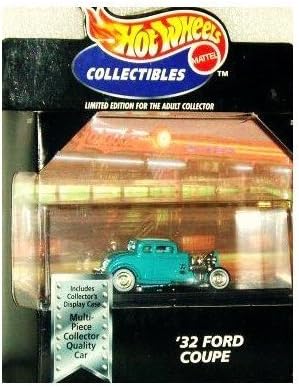 Hot Wheels
MATTEL
COLLECTIBLES
TM
LIMITED EDITION FOR THE ADULT COLLECTOR
Includes
Collector's
Display Case
Multi-
Piece
Collector
Quality
Car
'32 FORD
COUPE